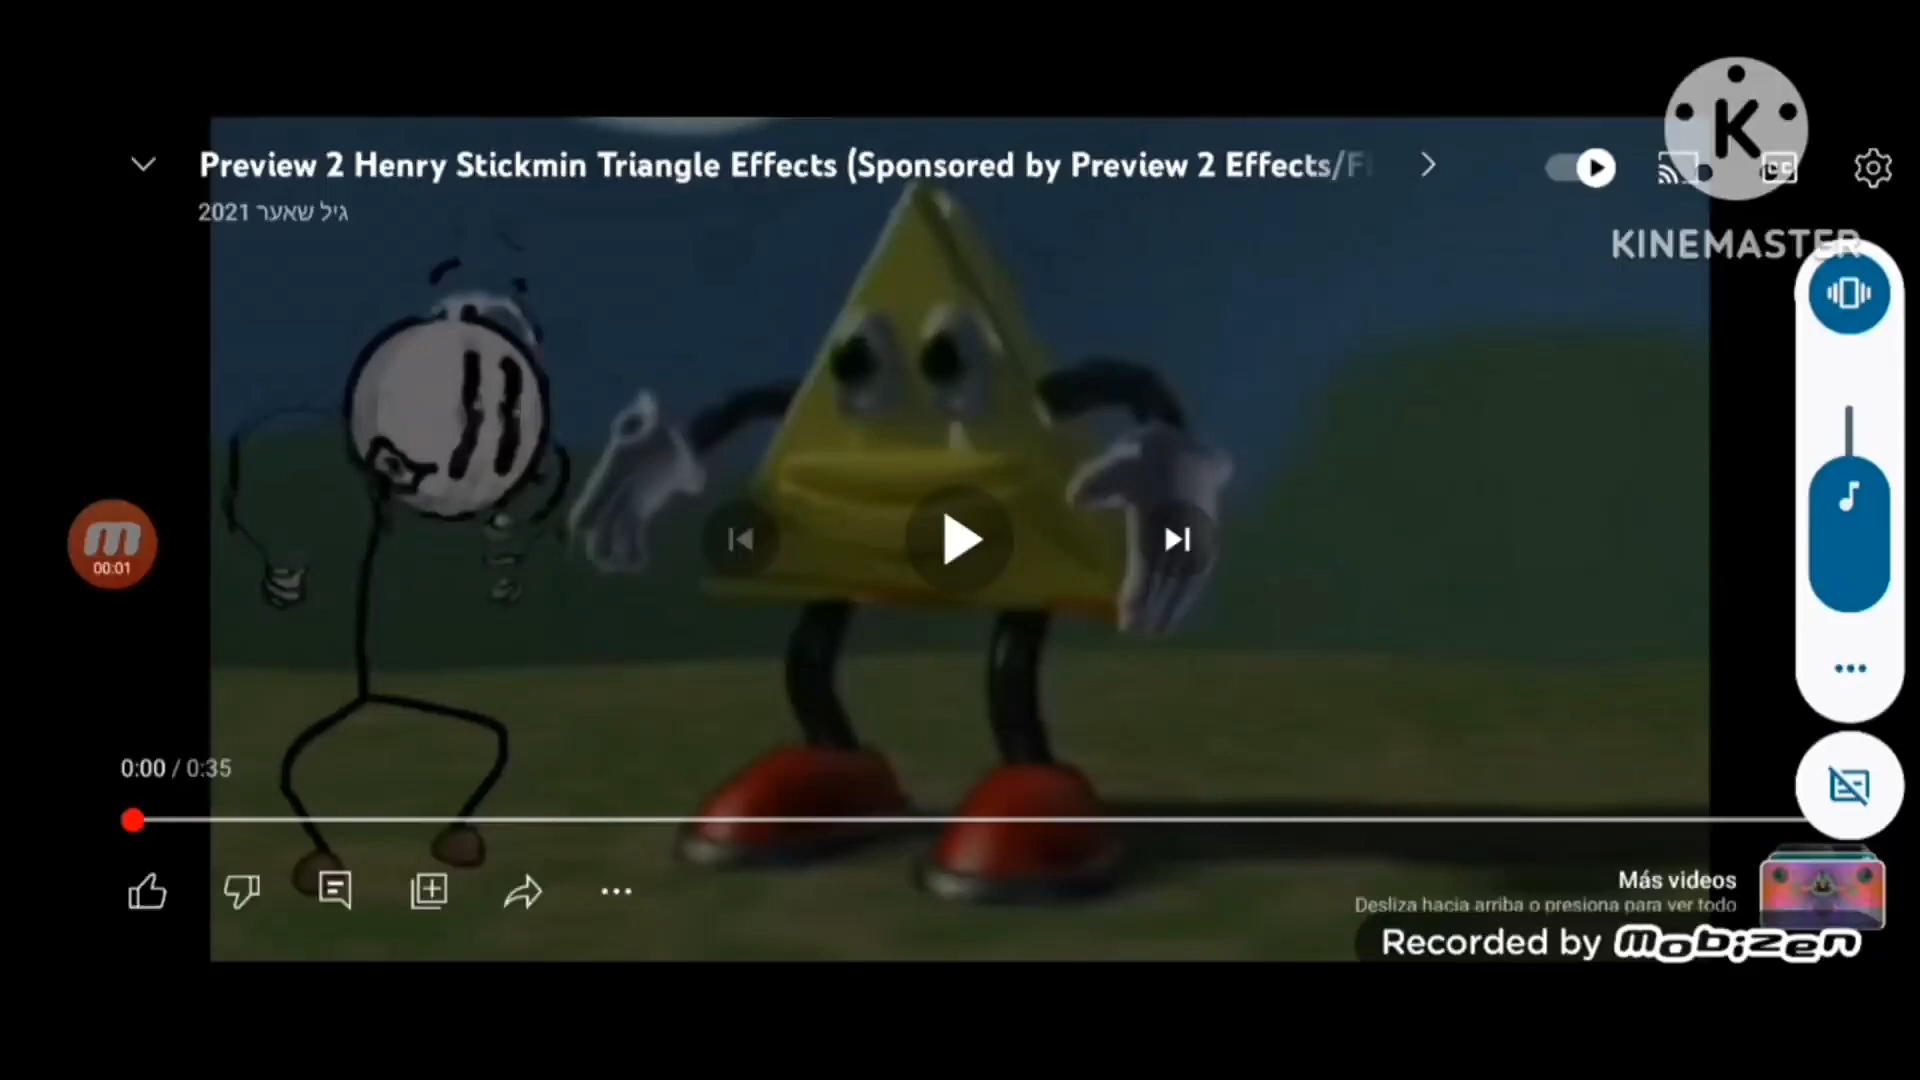 Preview 2 Henry Stickmin Triangle Effects (Sponsored by Preview 2 Effects/F
גיל שאער 2021
K
CC
KINEMASTER
m
00:01
0:00 / 0:35
Más videos
Desliza hacia arriba o presiona para ver todo
Recorded by mobizen